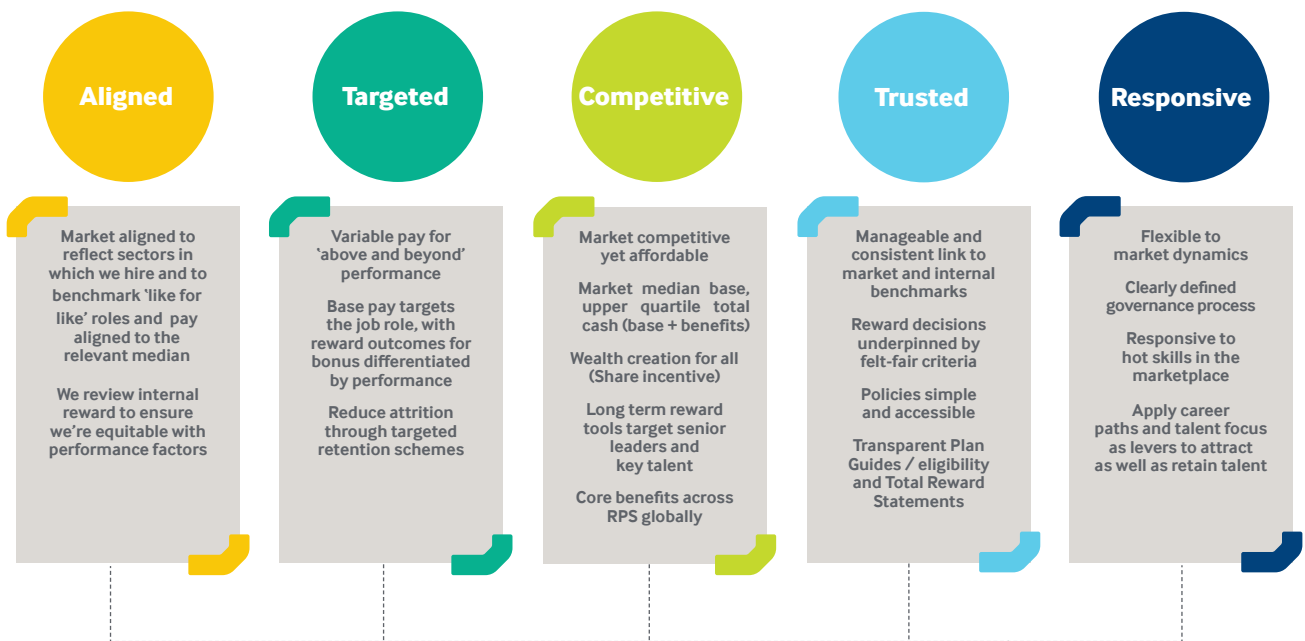 Aligned
Market aligned to
reflect sectors in
which we hire and to
benchmark ‘like for
like’ roles and pay
aligned to the
relevant median
We review internal
reward to ensure
we’re equitable with
performance factors
Targeted
Variable pay for
‘above and beyond’
performance
Base pay targets
the job role, with
reward outcomes for
bonus differentiated
by performance
Reduce attrition
through targeted
retention schemes
Competitive
Market competitive
yet affordable
Market median base,
upper quartile total
cash (base + benefits)
Wealth creation for all
(Share incentive)
Long term reward
tools target senior
leaders and
key talent
Core benefits across
RPS globally
Trusted
Manageable and
consistent link to
market and internal
benchmarks
Reward decisions
underpinned by
felt-fair criteria
Policies simple
and accessible
Transparent Plan
Guides / eligibility
and Total Reward
Statements
Responsive
Flexible to
market dynamics
Clearly defined
governance process
Responsive to
hot skills in the
marketplace
Apply career
paths and talent focus
as levers to attract
as well as retain talent